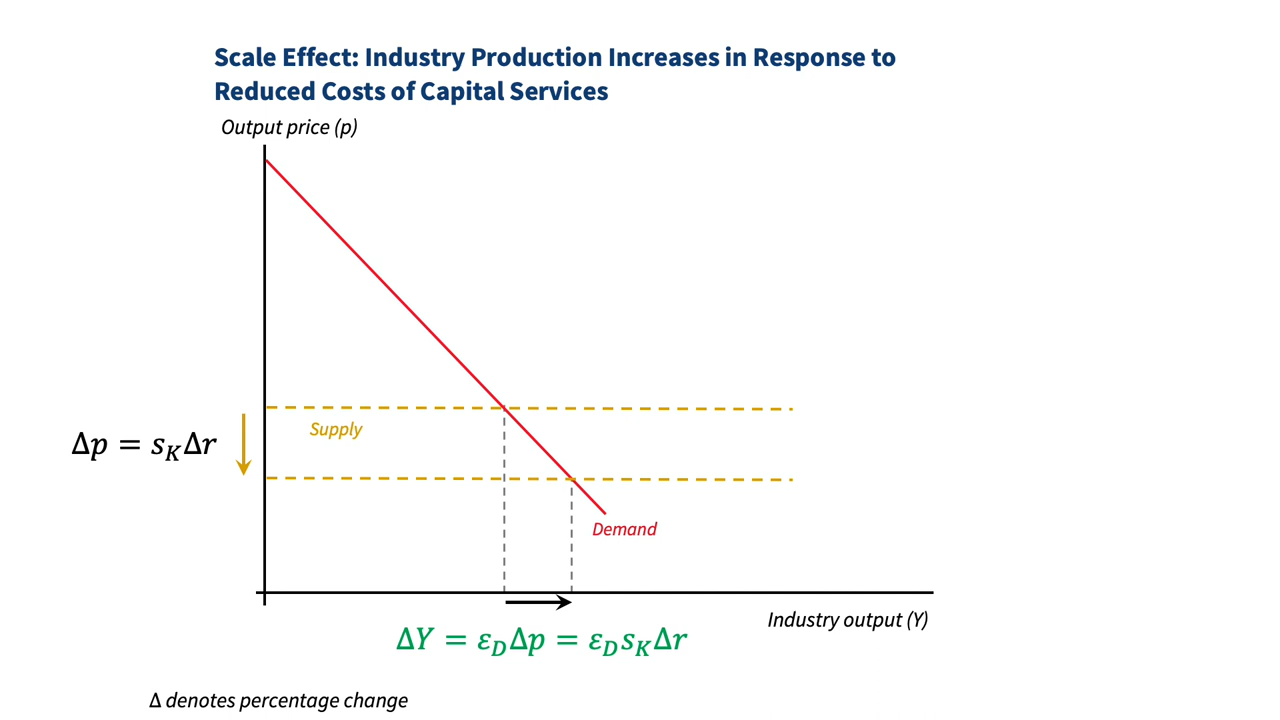 Scale Effect: Industry Production Increases in Response to
Reduced Costs of Capital Services
Output price (p)
Supply
Δp = s_KΔr
Demand
Industry output (Y)
ΔY = ε_DΔp = ε_Ds_KΔr
Δ denotes percentage change